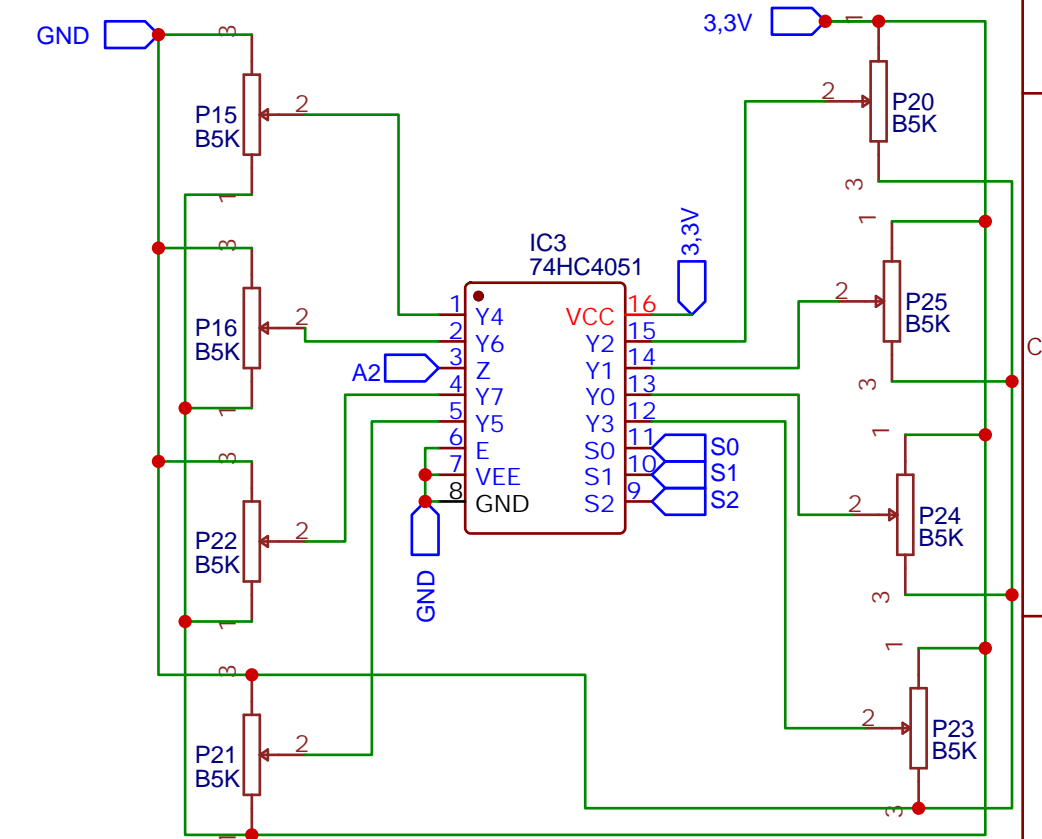 GND
3
P15
B5K
2
1
3
P16
B5K
2
1
3
P22
B5K
2
1
3
P21
B5K
2
1
IC3
74HC4051
3,3V
1
Y4
2
Y6
3
Z
A2
4
Y7
5
Y5
6
E
7
VEE
8
GND
GND
VCC
16
Y2
15
Y1
14
Y0
13
Y3
12
S0
11
S0
S1
10
S1
S2
9
S2
3,3V
1
2
P20
B5K
3
1
2
P25
B5K
3
1
2
P24
B5K
3
1
2
P23
B5K
3
C